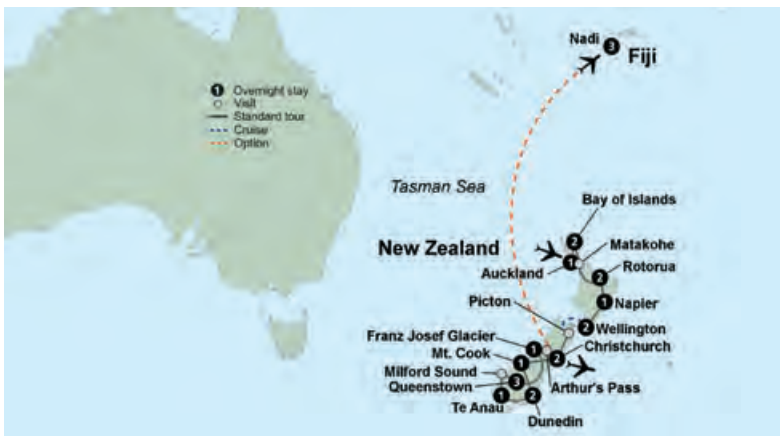 Nadi
3
Fiji
1 Overnight stay
Visit
Standard tour
Cruise
Option
Tasman Sea
Bay of Islands
2
New Zealand
Matakohe
1
Auckland
2
Rotorua
Picton
1
Napier
2
Wellington
Franz Josef Glacier
1
Christchurch
Mt. Cook
1
2
Milford Sound
Queenstown
3
Arthur's Pass
1
2
Te Anau
Dunedin